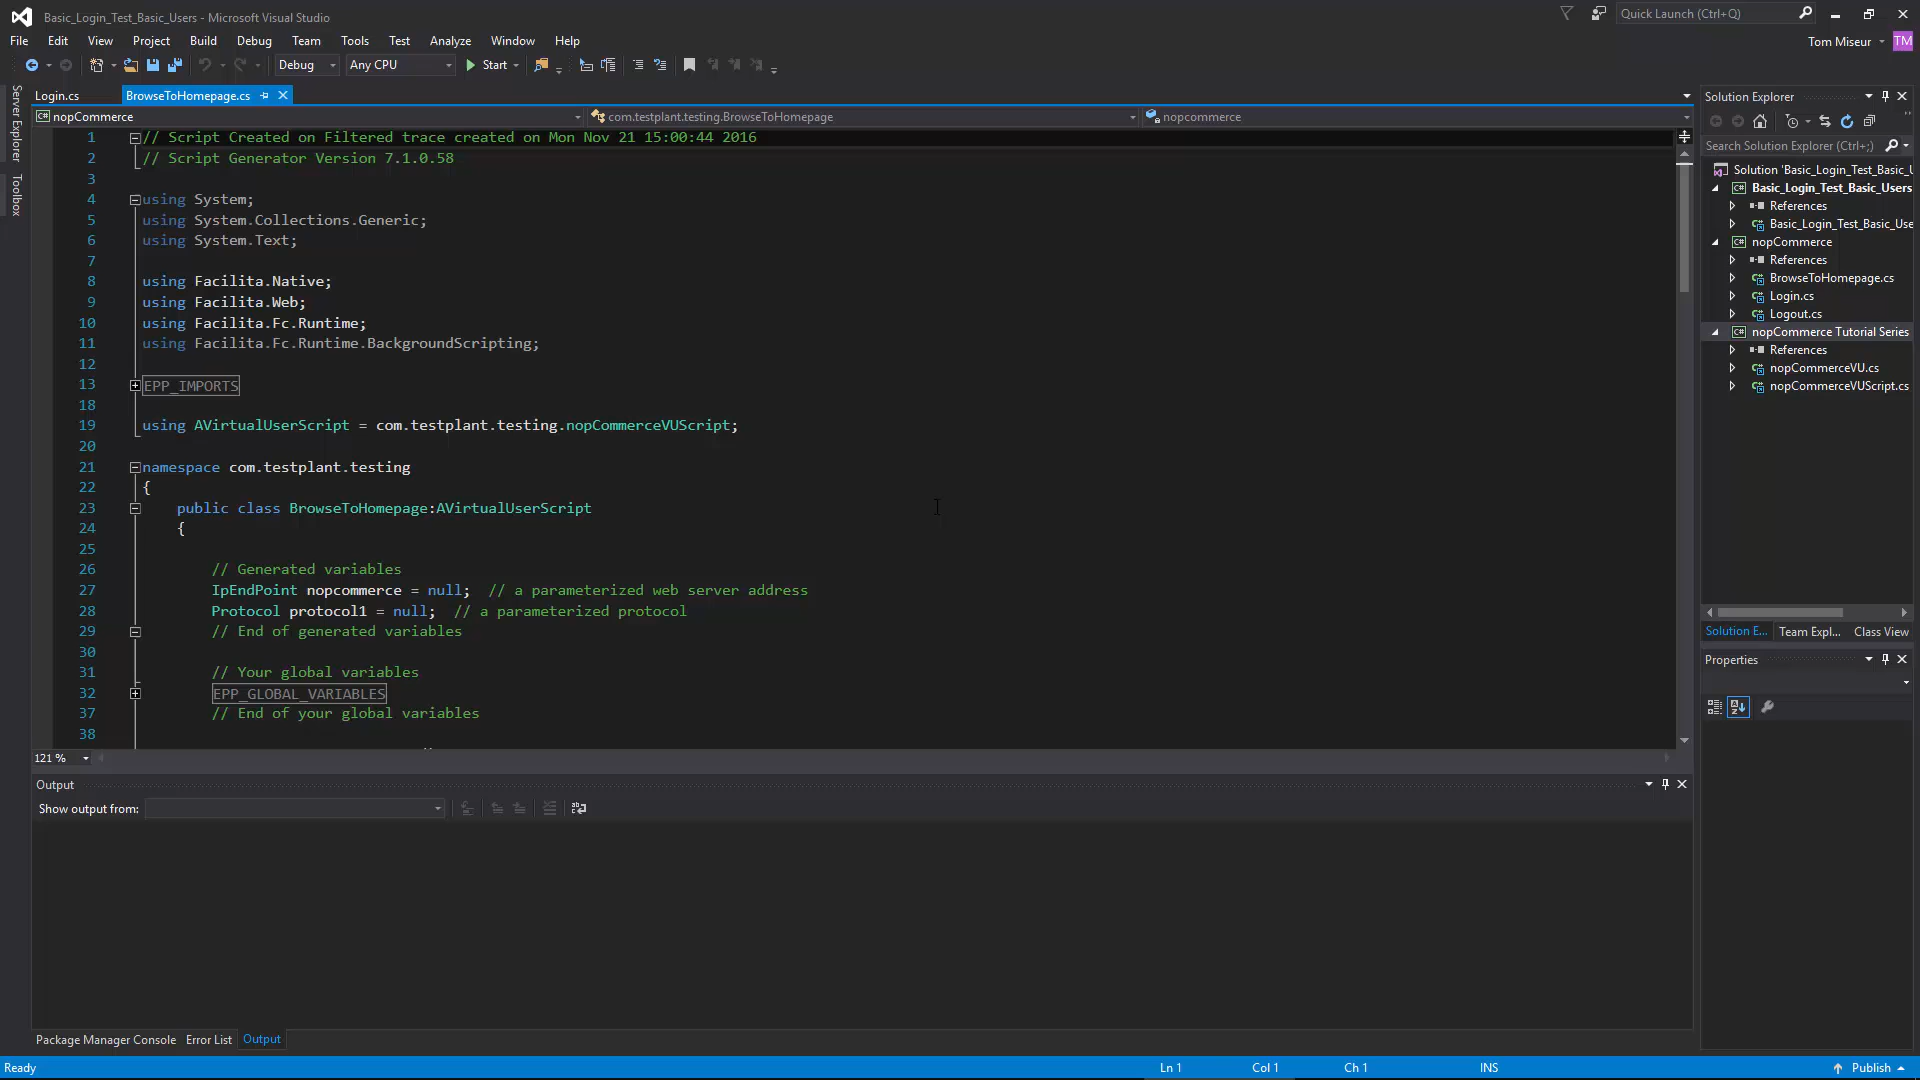 Basic_Login_Test_Basic_Users - Microsoft Visual Studio
Quick Launch (Ctrl+Q)
File Edit View Project Build Debug Team Tools Test Analyze Window Help
Tom Miseur TM
Debug Any CPU Start
Server Explorer
Toolbox
Login.cs BrowseToHomepage.cs
nopCommerce com.testplant.testing.BrowseToHomepage nopcommerce
1 // Script Created on Filtered trace created on Mon Nov 21 15:00:44 2016
2 // Script Generator Version 7.1.0.58
3
4 using System;
5 using System.Collections.Generic;
6 using System.Text;
7
8 using Facilita.Native;
9 using Facilita.Web;
10 using Facilita.Fc.Runtime;
11 using Facilita.Fc.Runtime.BackgroundScripting;
12
13 EPP_IMPORTS
18
19 using AVirtualUserScript = com.testplant.testing.nopCommerceVUScript;
20
21 namespace com.testplant.testing
22 {
23 public class BrowseToHomepage:AVirtualUserScript
24 {
25
26 // Generated variables
27 IpEndPoint nopcommerce = null; // a parameterized web server address
28 Protocol protocol1 = null; // a parameterized protocol
29 // End of generated variables
30
31 // Your global variables
32 EPP_GLOBAL_VARIABLES
37 // End of your global variables
38
121 %
Output
Show output from:
Package Manager Console Error List Output
Solution Explorer
Search Solution Explorer (Ctrl+;)
Solution 'Basic_Login_Test_Basic_U
Basic_Login_Test_Basic_Users
References
Basic_Login_Test_Basic_Use
nopCommerce
References
BrowseToHomepage.cs
Login.cs
Logout.cs
nopCommerce Tutorial Series
References
nopCommerceVU.cs
nopCommerceVUScript.cs
Solution E... Team Expl... Class View
Properties
Ready Ln 1 Col 1 Ch 1 INS Publish